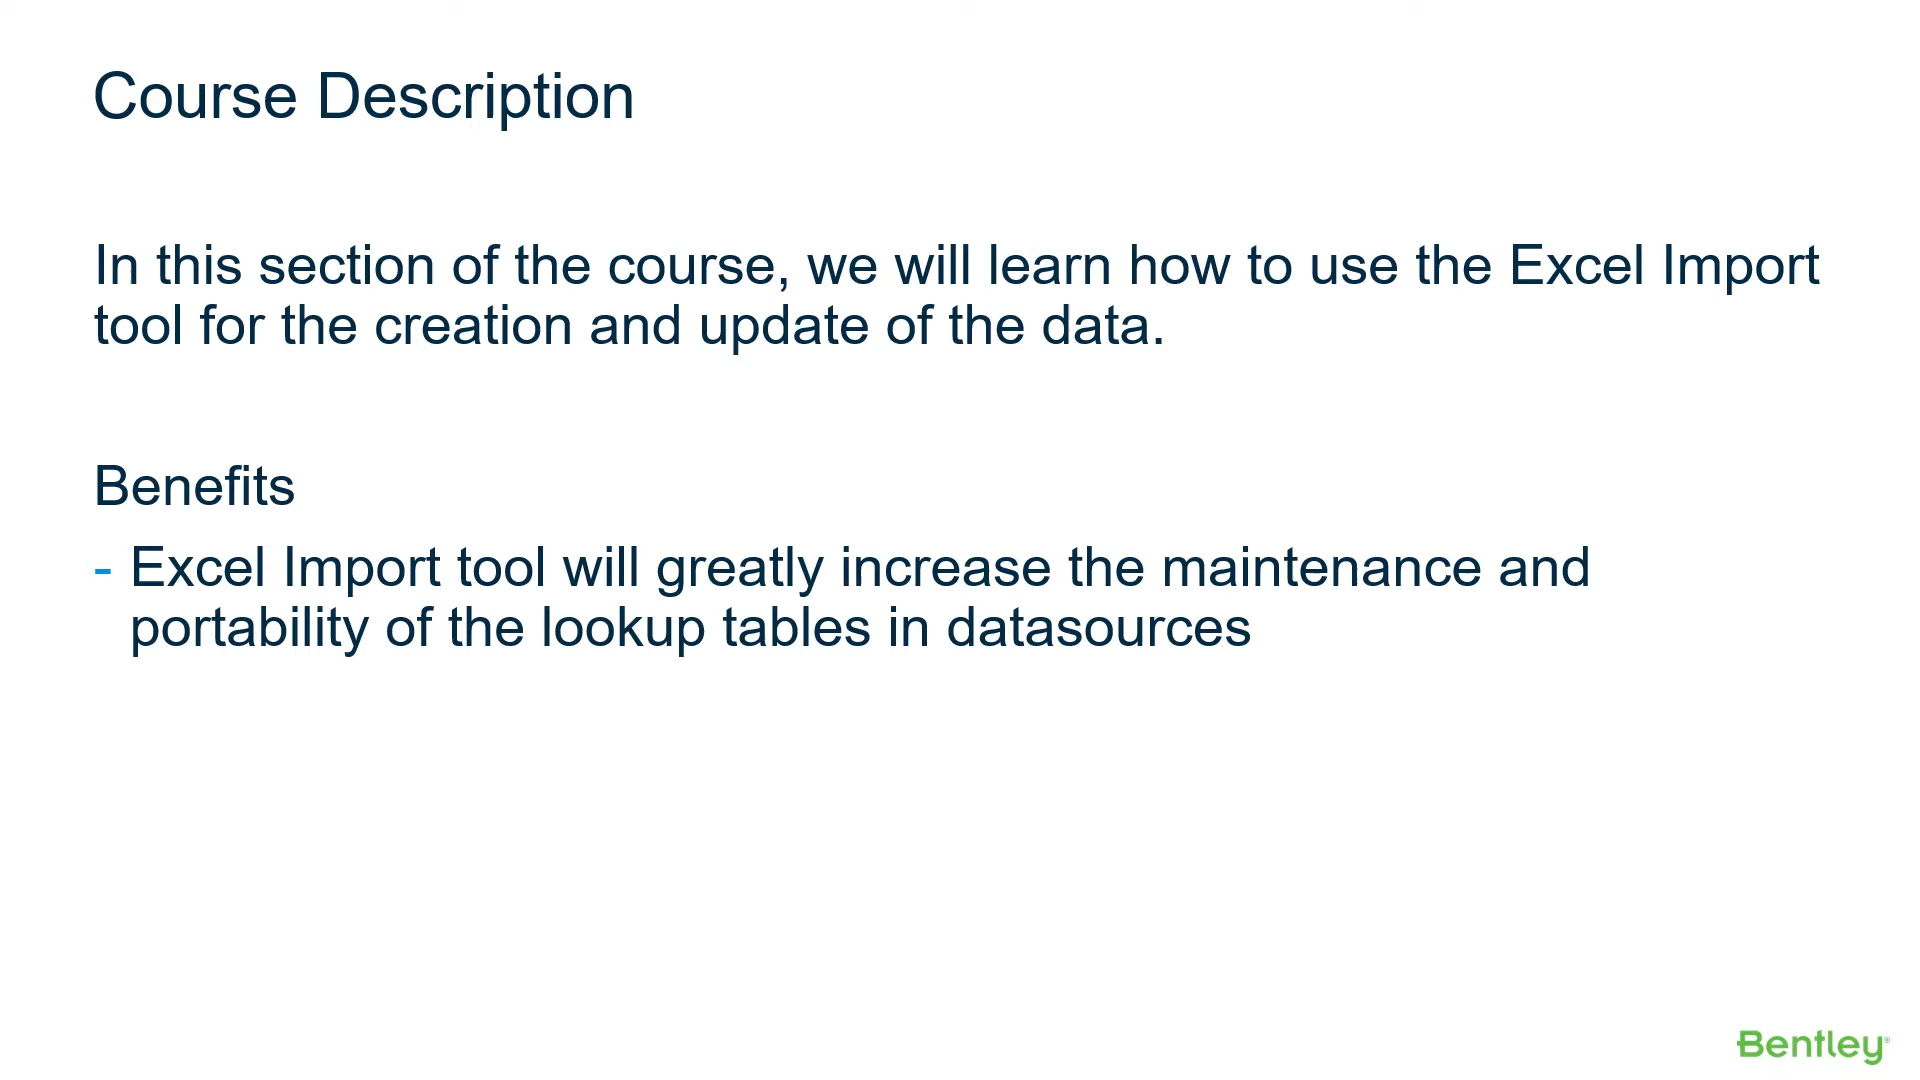 Course Description
In this section of the course, we will learn how to use the Excel Import
tool for the creation and update of the data.
Benefits
- Excel Import tool will greatly increase the maintenance and
portability of the lookup tables in datasources
Bentley®